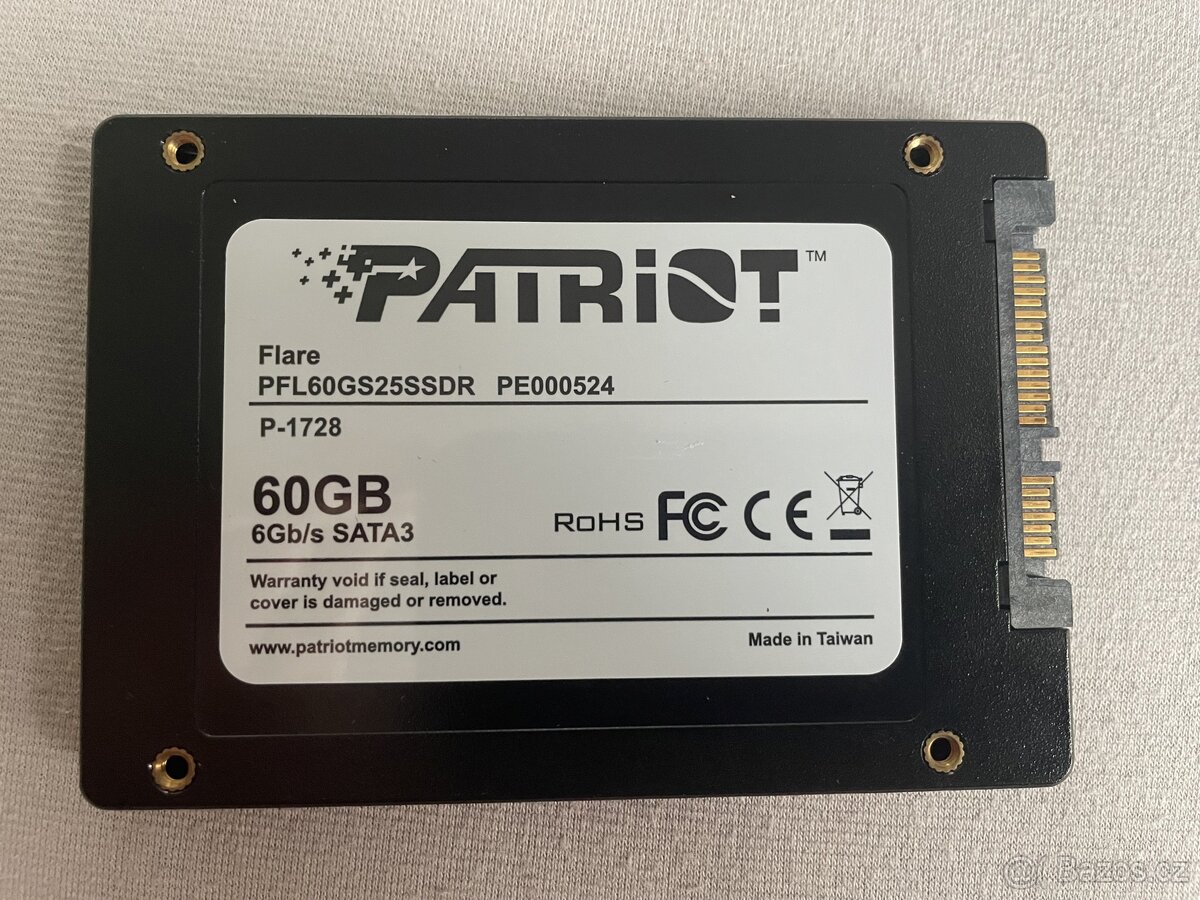 PATRIOT™
Flare
PFL60GS25SSDR PE000524
P-1728
60GB
6Gb/s SATA3
RoHS FC CE
Warranty void if seal, label or
cover is damaged or removed.
www.patriotmemory.com
Made in Taiwan
@ Bazos.cz